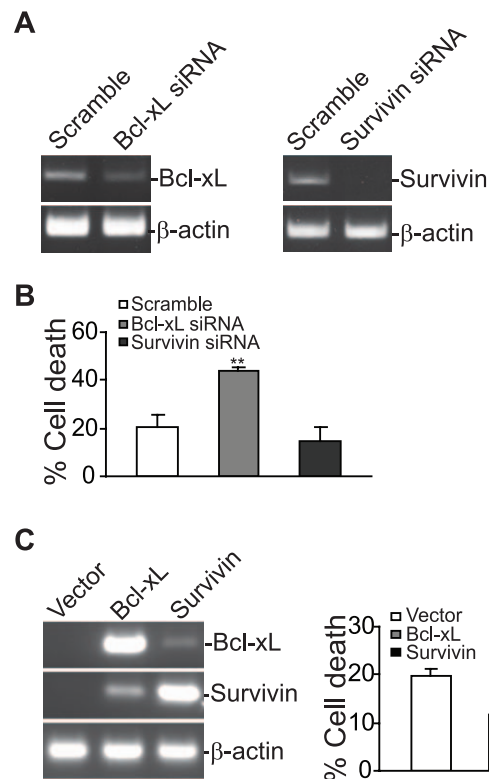 A
Scramble
Bcl-xL siRNA
Scramble
Survivin siRNA
-Bcl-xL
-β-actin
-Survivin
-β-actin
B
Scramble
Bcl-xL siRNA
Survivin siRNA
% Cell death
60
40
20
0
**
C
Vector
Bcl-xL
Survivin
-Bcl-xL
-Survivin
-β-actin
% Cell death
30
20
10
0
Vector
Bcl-xL
Survivin